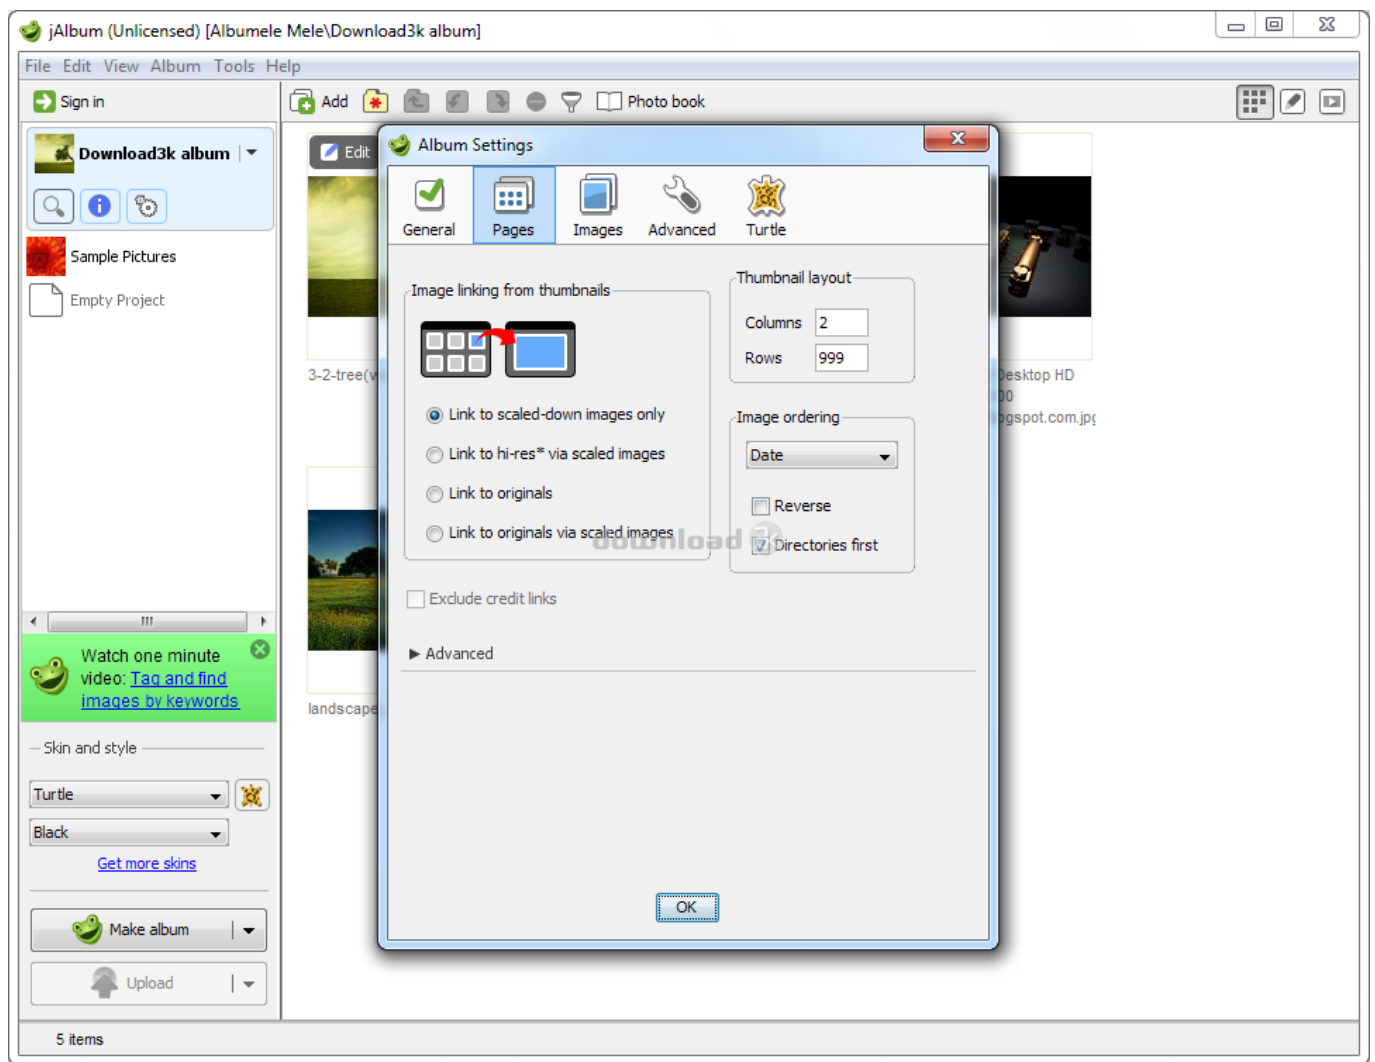 jAlbum (Unlicensed) [Albumele Mele\Download3k album]
File Edit View Album Tools Help
Sign in
Add
Photo book
Download3k album
Sample Pictures
Empty Project
Watch one minute
video: Tag and find
images by keywords
Skin and style
Turtle
Black
Get more skins
Make album
Upload
5 items
Edit
3-2-tree(
landscape
Desktop HD
00
ogspot.com.jpg
Album Settings
General
Pages
Images
Advanced
Turtle
Image linking from thumbnails
Link to scaled-down images only
Link to hi-res* via scaled images
Link to originals
Link to originals via scaled images
Thumbnail layout
Columns 2
Rows 999
Image ordering
Date
Reverse
Directories first
download 3k
Exclude credit links
Advanced
OK